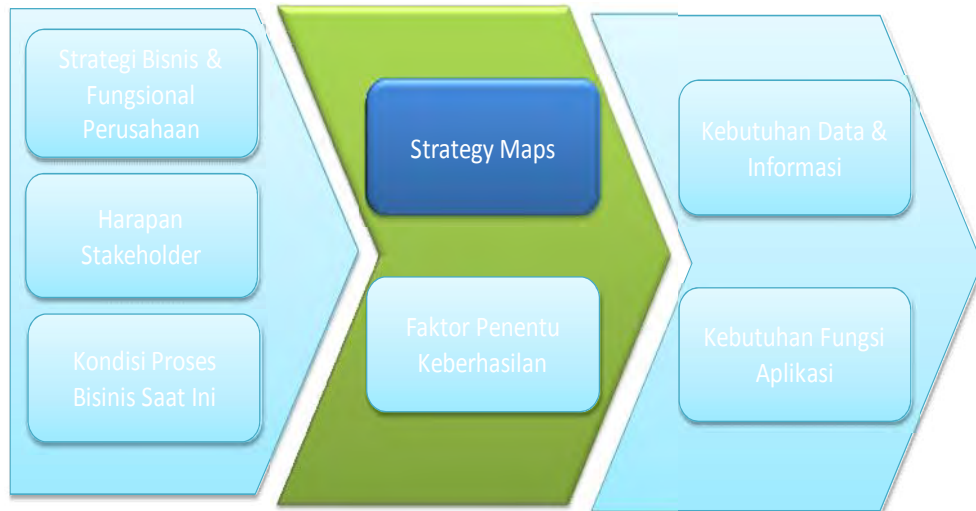 Strategi Bisnis &
Fungsional
Perusahaan
Harapan
Stakeholder
Kondisi Proses
Bisinis Saat Ini
Strategy Maps
Faktor Penentu
Keberhasilan
Kebutuhan Data &
Informasi
Kebutuhan Fungsi
Aplikasi